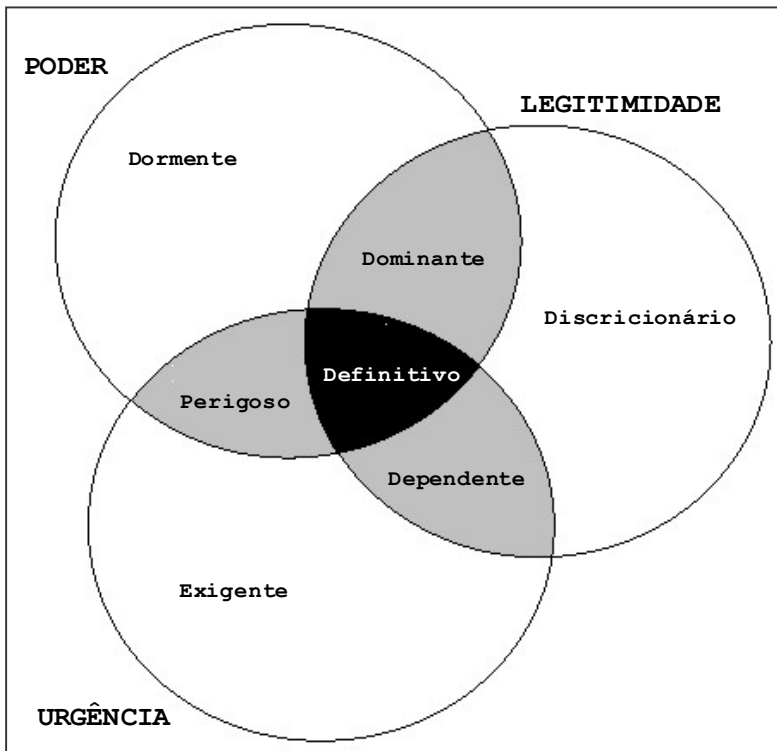 PODER
LEGITIMIDADE
Dormente
Dominante
Discricionário
Definitivo
Perigoso
Dependente
Exigente
URGÊNCIA